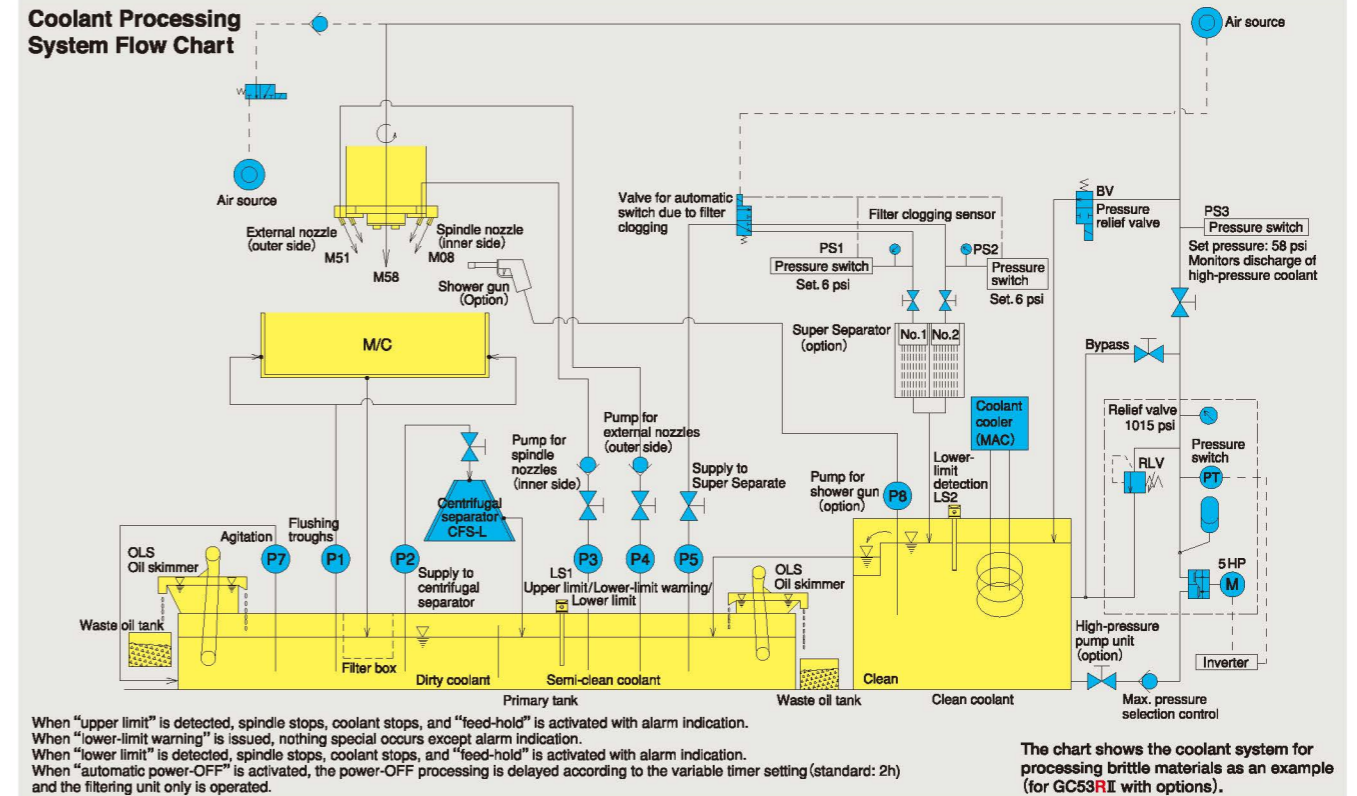 Coolant Processing
System Flow Chart
Air source
Air source
External nozzle
(outer side)
M51
M58
Spindle nozzle
(inner side)
M08
Shower gun
(Option)
Valve for automatic
switch due to filter
clogging
Filter clogging sensor
PS1
Pressure switch
Set. 6 psi
PS2
Pressure
switch
Set. 6 psi
BV
Pressure
relief valve
PS3
Pressure switch
Set pressure: 58 psi
Monitors discharge of
high-pressure coolant
M/C
Super Separator
(option)
No.1
No.2
Bypass
Coolant
cooler
(MAC)
Relief valve
1015 psi
Pressure
switch
RLV
PT
Pump for
spindle
nozzles
(inner side)
Pump for
external nozzles
(outer side)
Supply to
Super Separate
Pump for
shower gun
(option)
P8
Lower-
limit
detection
LS2
Centrifugal
separator
CFS-L
Flushing
troughs
Agitation
P7
P1
P2
P3
P4
P5
OLS
Oil skimmer
Supply to
centrifugal
separator
LS1
Upper limit/Lower-limit warning/
Lower limit
OLS
Oil skimmer
5 HP
M
Waste oil tank
Filter box
Dirty coolant
Semi-clean coolant
Primary tank
Waste oil tank
Clean
Clean coolant
High-pressure
pump unit
(option)
Inverter
Max. pressure
selection control
When “upper limit” is detected, spindle stops, coolant stops, and “feed-hold” is activated with alarm indication.
When “lower-limit warning” is issued, nothing special occurs except alarm indication.
When “lower limit” is detected, spindle stops, coolant stops, and “feed-hold” is activated with alarm indication.
When “automatic power-OFF” is activated, the power-OFF processing is delayed according to the variable timer setting (standard: 2h)
and the filtering unit only is operated.
The chart shows the coolant system for
processing brittle materials as an example
(for GC53RⅡ with options).